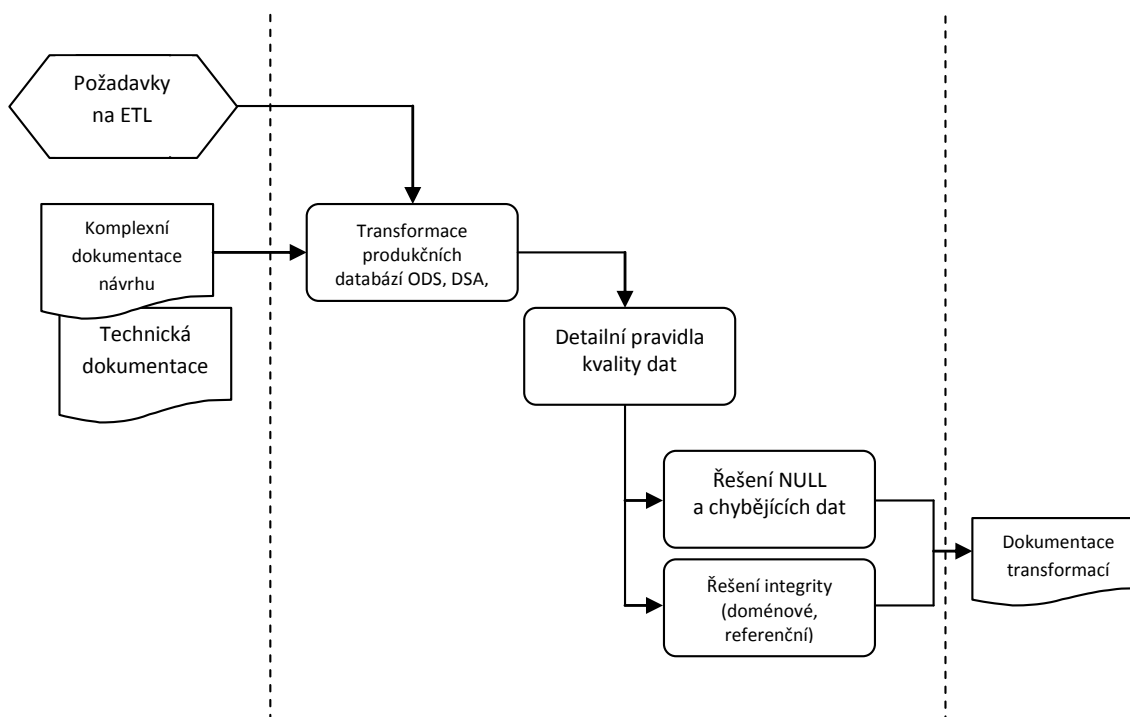 Požadavky
na ETL
Komplexní
dokumentace
návrhu
Technická
dokumentace
Transformace
produkčních
databází ODS, DSA,
Detailní pravidla
kvality dat
Řešení NULL
a chybějících dat
Řešení integrity
(doménové,
referenční)
Dokumentace
transformací